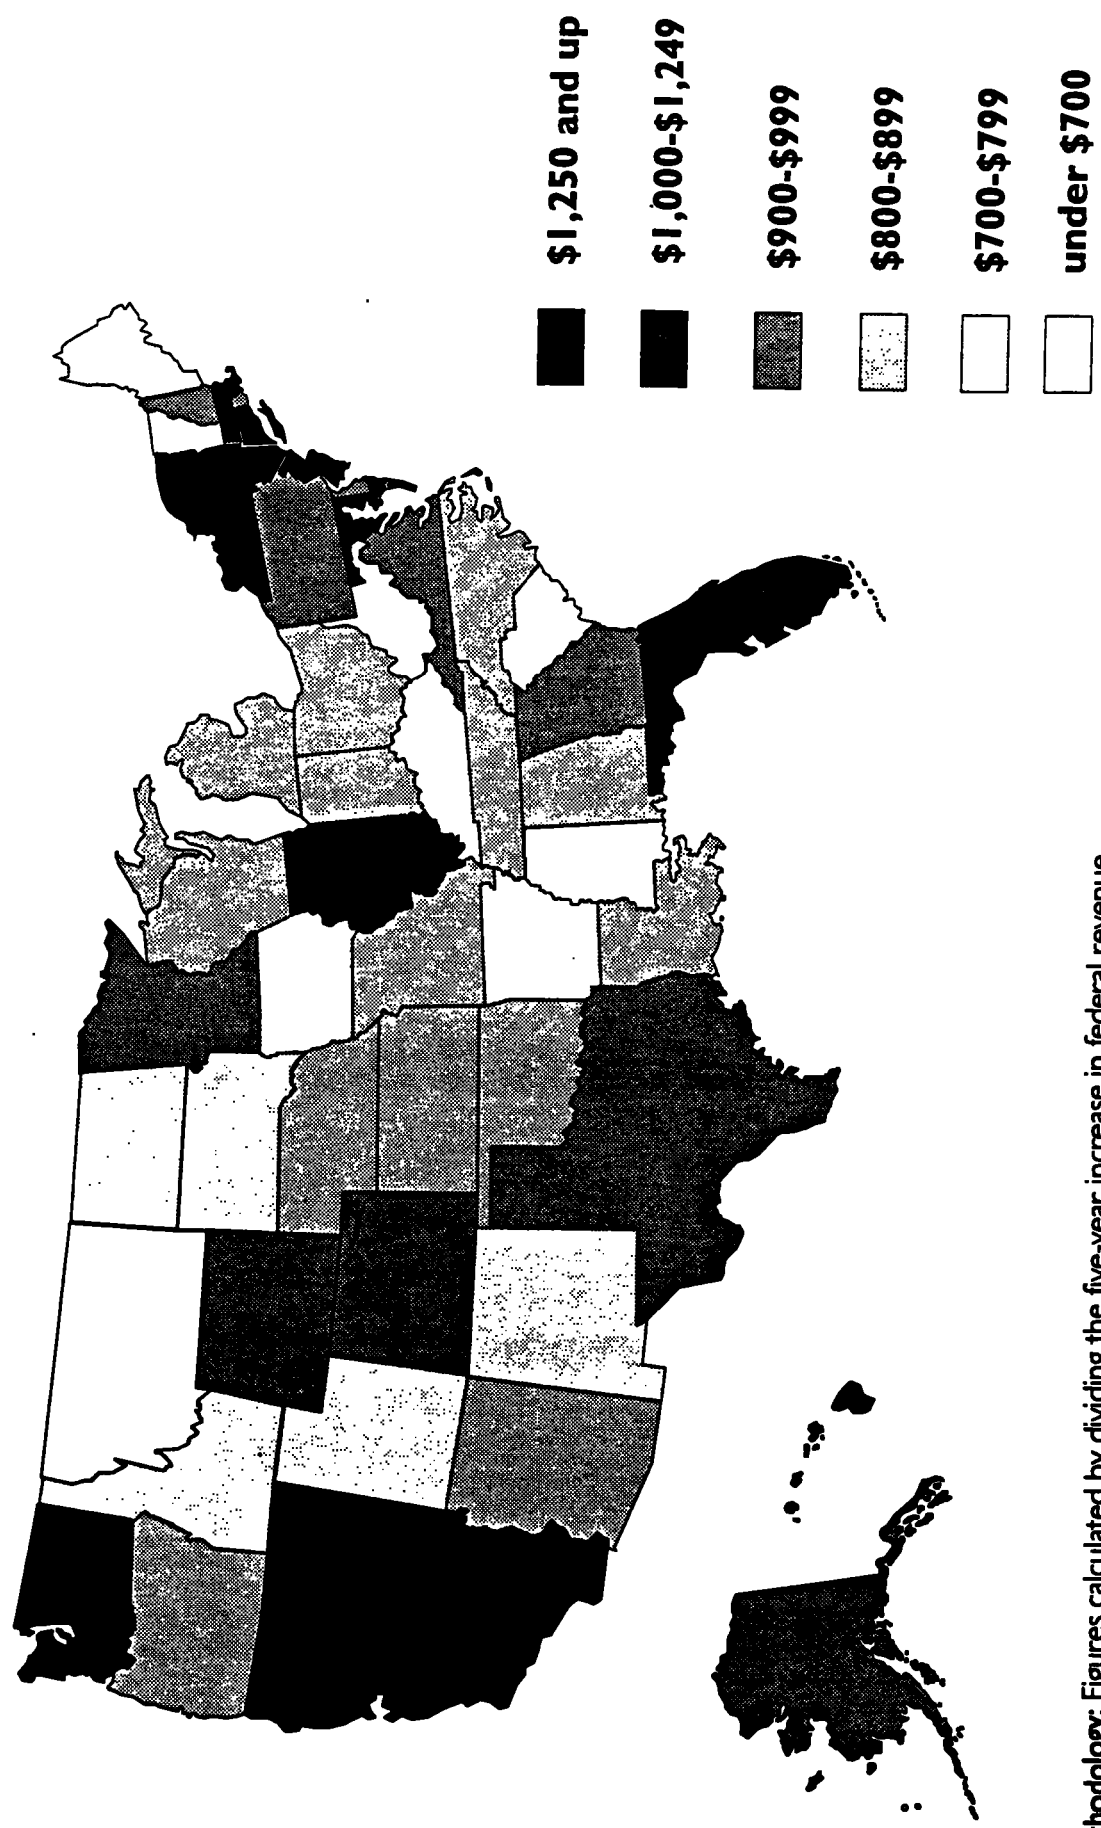 $1,250 and up
$1,000-$1,249
$900-$999
$800-$899
$700-$799
under $700
Figures calculated by dividing the five-year increase in federal revenue